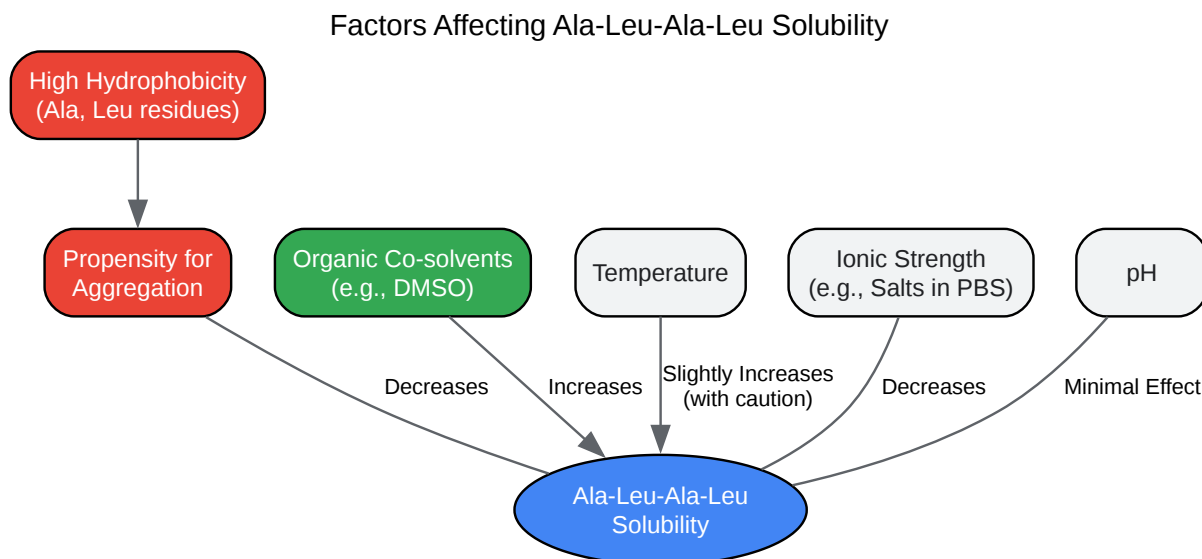 Factors Affecting Ala-Leu-Ala-Leu Solubility
High Hydrophobicity
(Ala, Leu residues)
Propensity for
Aggregation
Organic Co-solvents
(e.g., DMSO)
Temperature
Ionic Strength
(e.g., Salts in PBS)
pH
Decreases
Increases
Slightly Increases
(with caution)
Decreases
Minimal Effect
Ala-Leu-Ala-Leu
Solubility